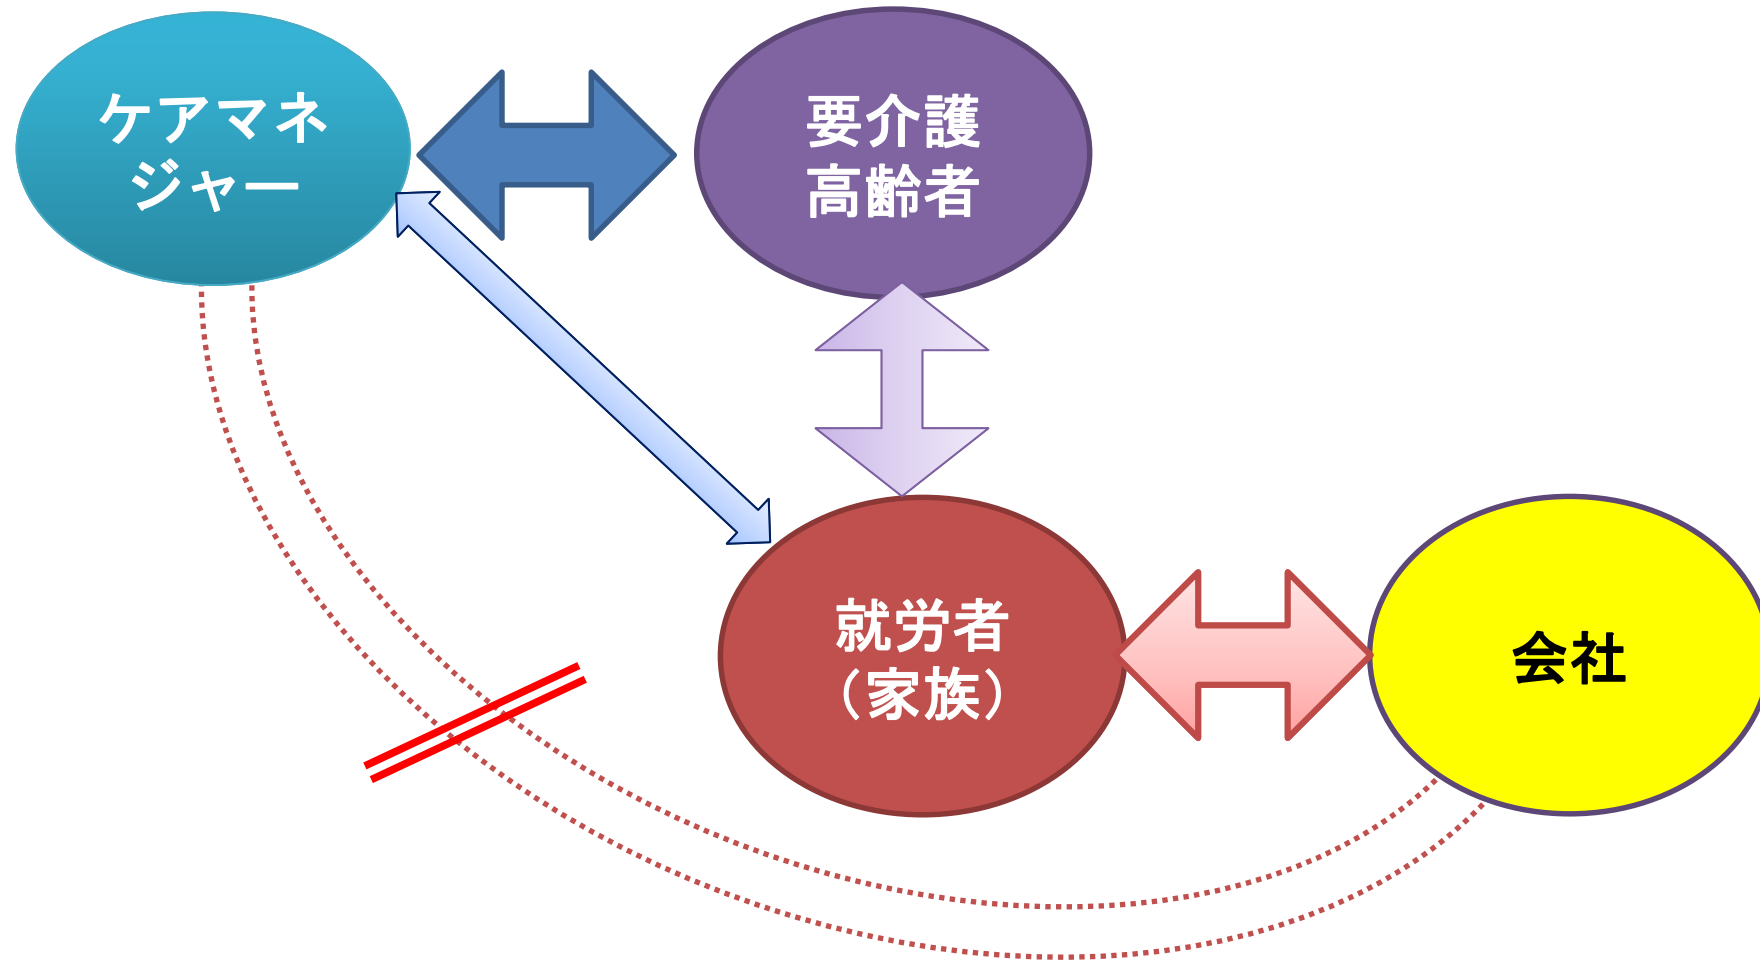 ケアマネ
ジャー
要介護
高齢者
就労者
（家族）
会社